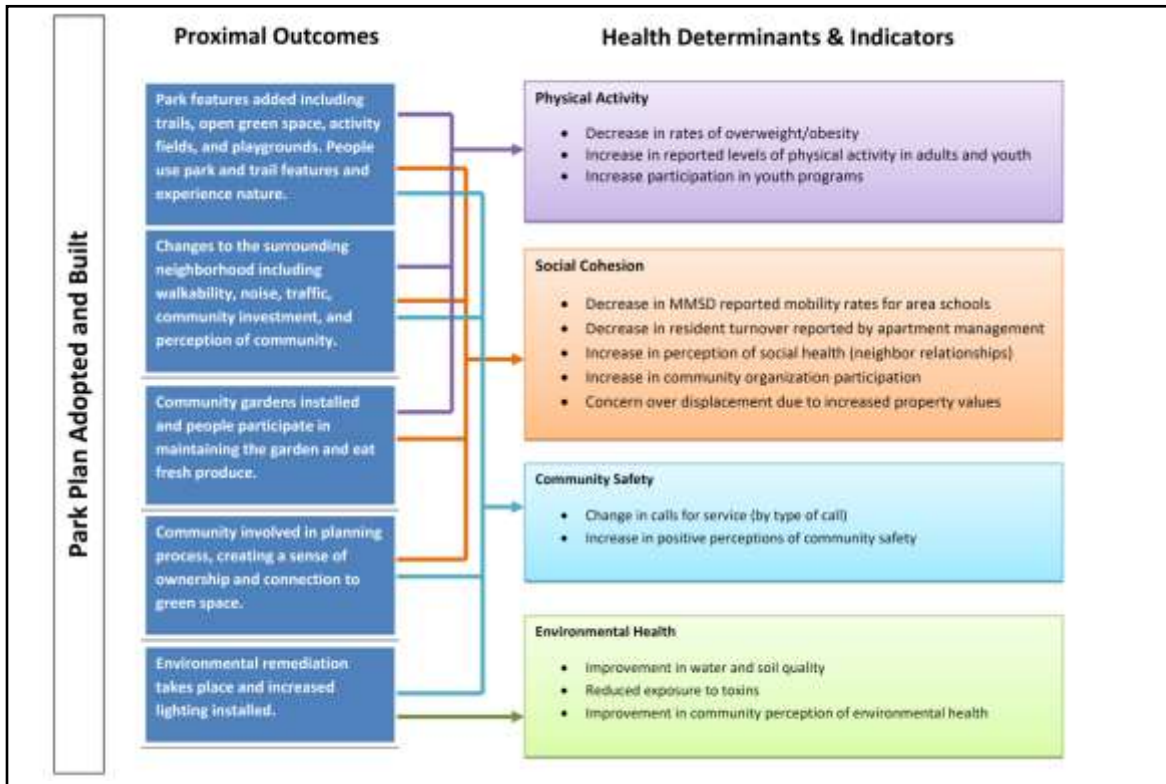 Proximal Outcomes
Health Determinants & Indicators
Park Plan Adopted and Built
Park features added including
trails, open green space, activity
fields, and playgrounds. People
use park and trail features and
experience nature.
Changes to the surrounding
neighborhood including
walkability, noise, traffic,
community investment, and
perception of community.
Community gardens installed
and people participate in
maintaining the garden and eat
fresh produce.
Community involved in planning
process, creating a sense of
ownership and connection to
green space.
Environmental remediation
takes place and increased
lighting installed.
Physical Activity
• Decrease in rates of overweight/obesity
• Increase in reported levels of physical activity in adults and youth
• Increase participation in youth programs
Social Cohesion
• Decrease in MMSD reported mobility rates for area schools
• Decrease in resident turnover reported by apartment management
• Increase in perception of social health (neighbor relationships)
• Increase in community organization participation
• Concern over displacement due to increased property values
Community Safety
• Change in calls for service (by type of call)
• Increase in positive perceptions of community safety
Environmental Health
• Improvement in water and soil quality
• Reduced exposure to toxins
• Improvement in community perception of environmental health